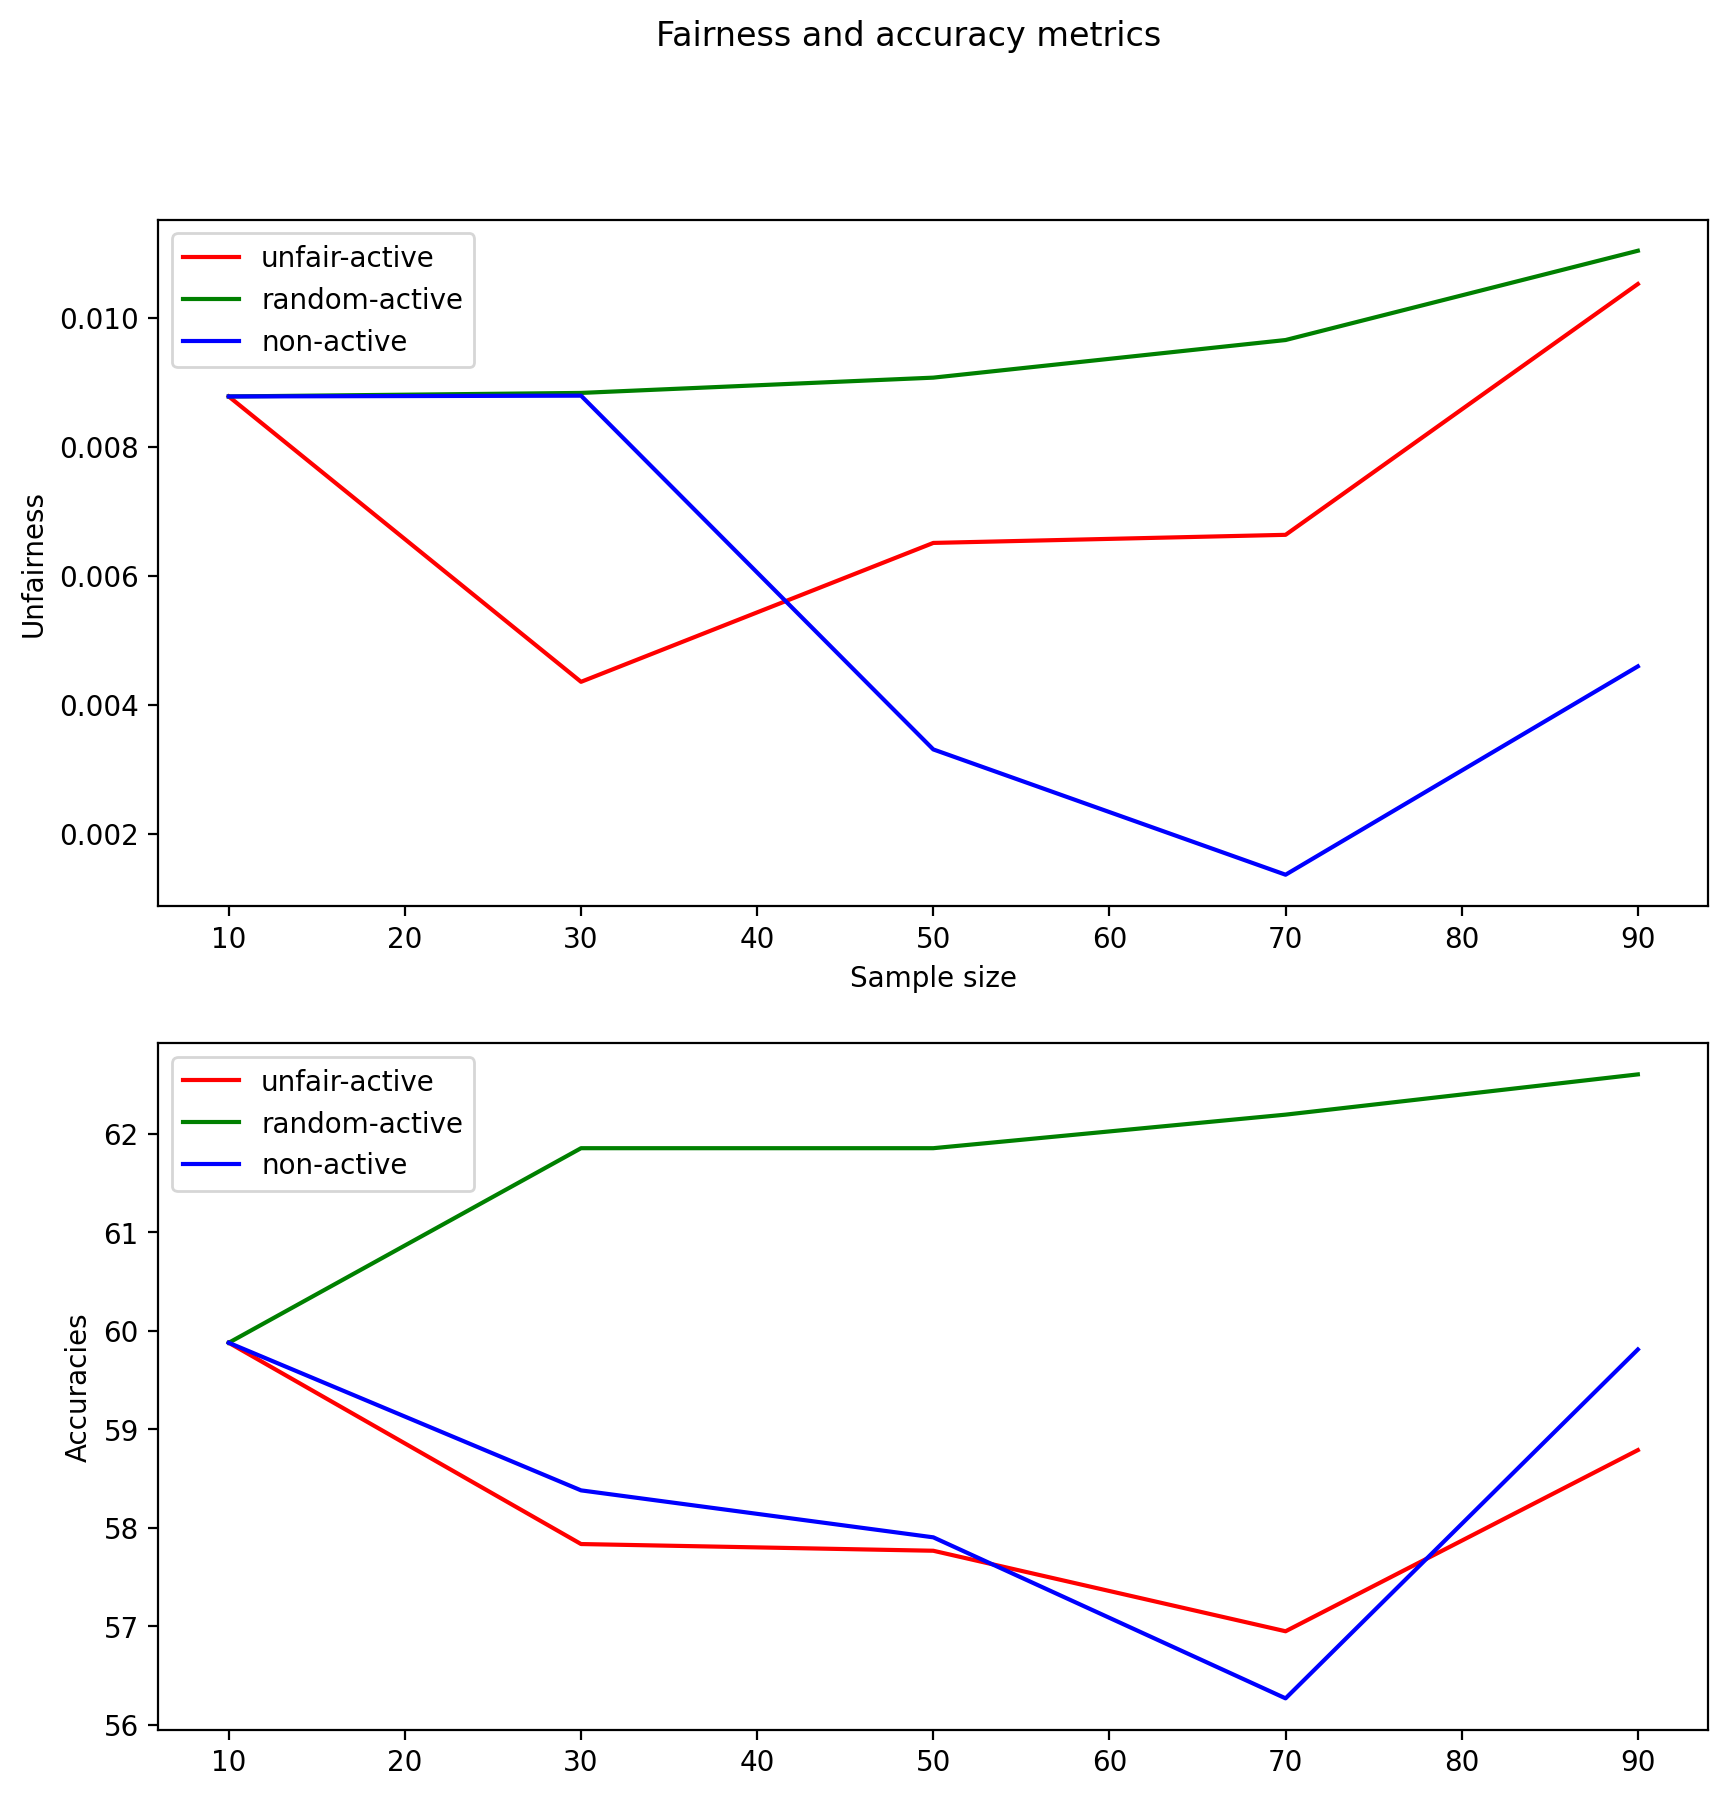 Fairness and accuracy metrics
unfair-active
random-active
non-active
0.010
0.008
0.006
0.004
0.002
Unfairness
10 20 30 40 50 60 70 80 90
Sample size
unfair-active
random-active
non-active
62
61
60
59
58
57
56
Accuracies
10 20 30 40 50 60 70 80 90